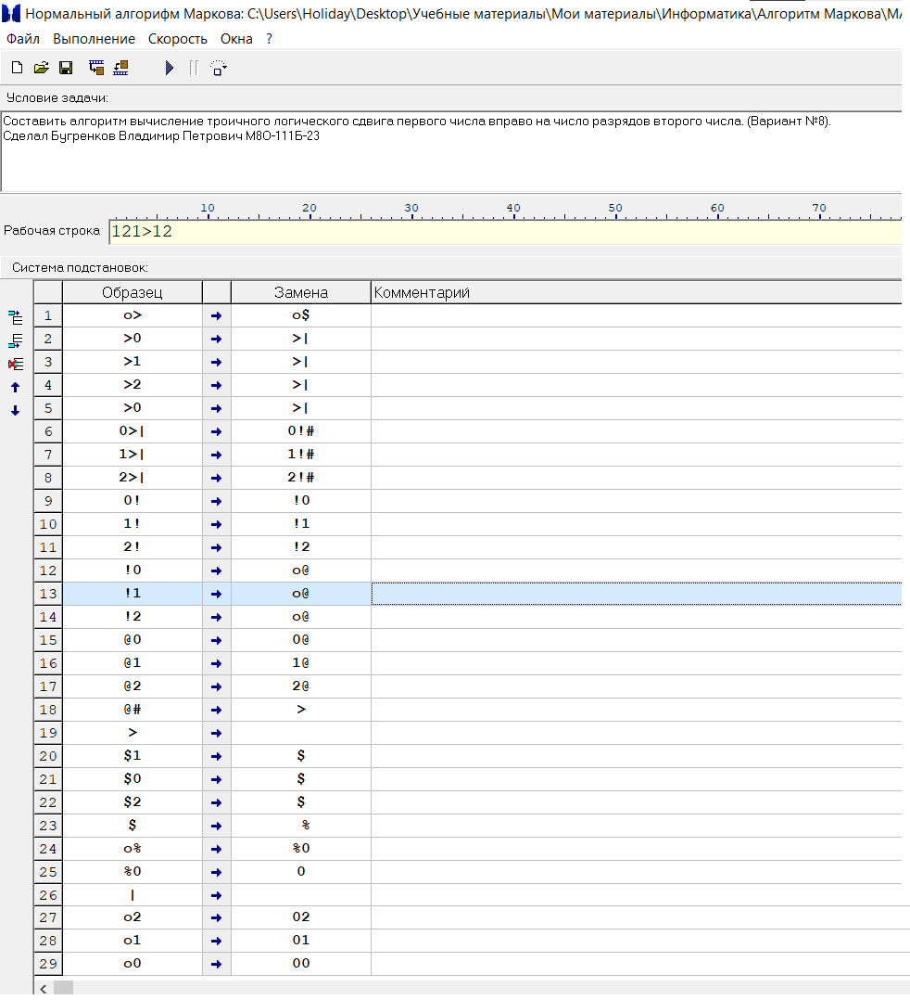 Нормальный алгорифм Маркова: C:\Users\Holiday\Desktop\Учебные материалы\Мои материалы\Информатика\Алгоритм Маркова\МА
Файл Выполнение Скорость Окна ?
Условие задачи:
Составить алгоритм вычисление троичного логического сдвига первого числа вправо на число разрядов второго числа. (Вариант №8).
Сделал Бугренков Владимир Петрович М8О-111Б-23
10 20 30 40 50 60 70
Рабочая строка 121>12
Система подстановок:
Образец Замена Комментарий
1 o> ➔ o$
2 >0 ➔ >|
3 >1 ➔ >|
4 >2 ➔ >|
5 >0 ➔ >|
6 0>| ➔ 0!#
7 1>| ➔ 1!#
8 2>| ➔ 2!#
9 0! ➔ !0
10 1! ➔ !1
11 2! ➔ !2
12 !0 ➔ o@
13 !1 ➔ o@
14 !2 ➔ o@
15 @0 ➔ 0@
16 @1 ➔ 1@
17 @2 ➔ 2@
18 @# ➔ >
19 > ➔
20 $1 ➔ $
21 $0 ➔ $
22 $2 ➔ $
23 $ ➔ %
24 o% ➔ %0
25 %0 ➔ 0
26 | ➔
27 o2 ➔ 02
28 o1 ➔ 01
29 o0 ➔ 00